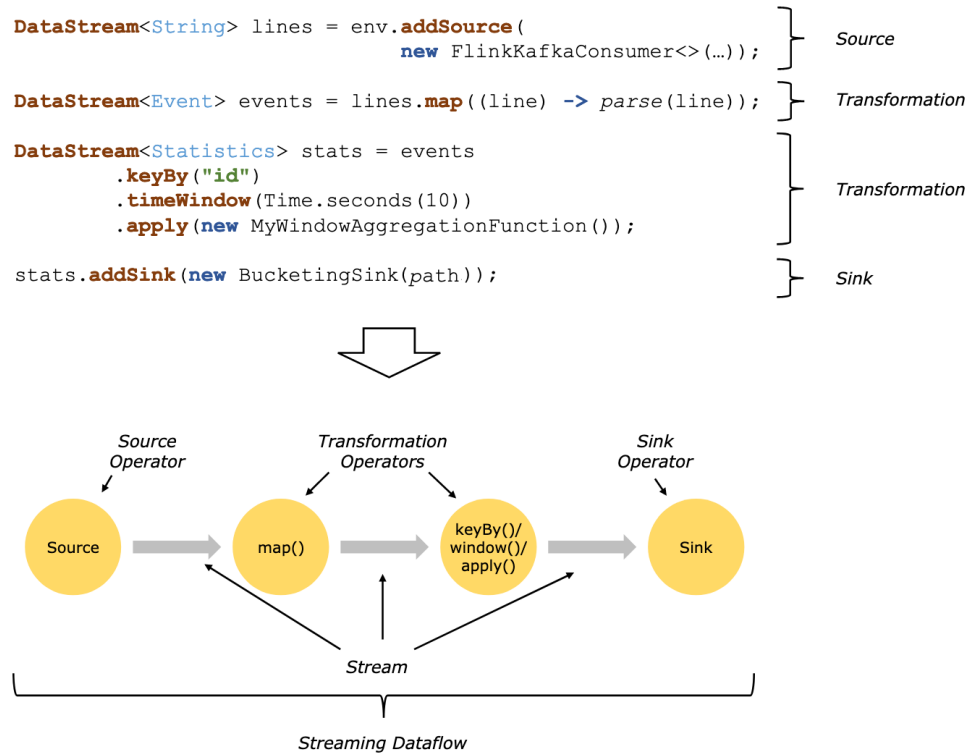 DataStream<String> lines = env.addSource(
new FlinkKafkaConsumer<>(…));
Source
DataStream<Event> events = lines.map((line) -> parse(line));
Transformation
DataStream<Statistics> stats = events
.keyBy("id")
.timeWindow(Time.seconds(10))
.apply(new MyWindowAggregationFunction());
Transformation
stats.addSink(new BucketingSink(path));
Sink
Source
Operator
Transformation
Operators
Sink
Operator
Source
map()
keyBy()/
window()/
apply()
Sink
Stream
Streaming Dataflow